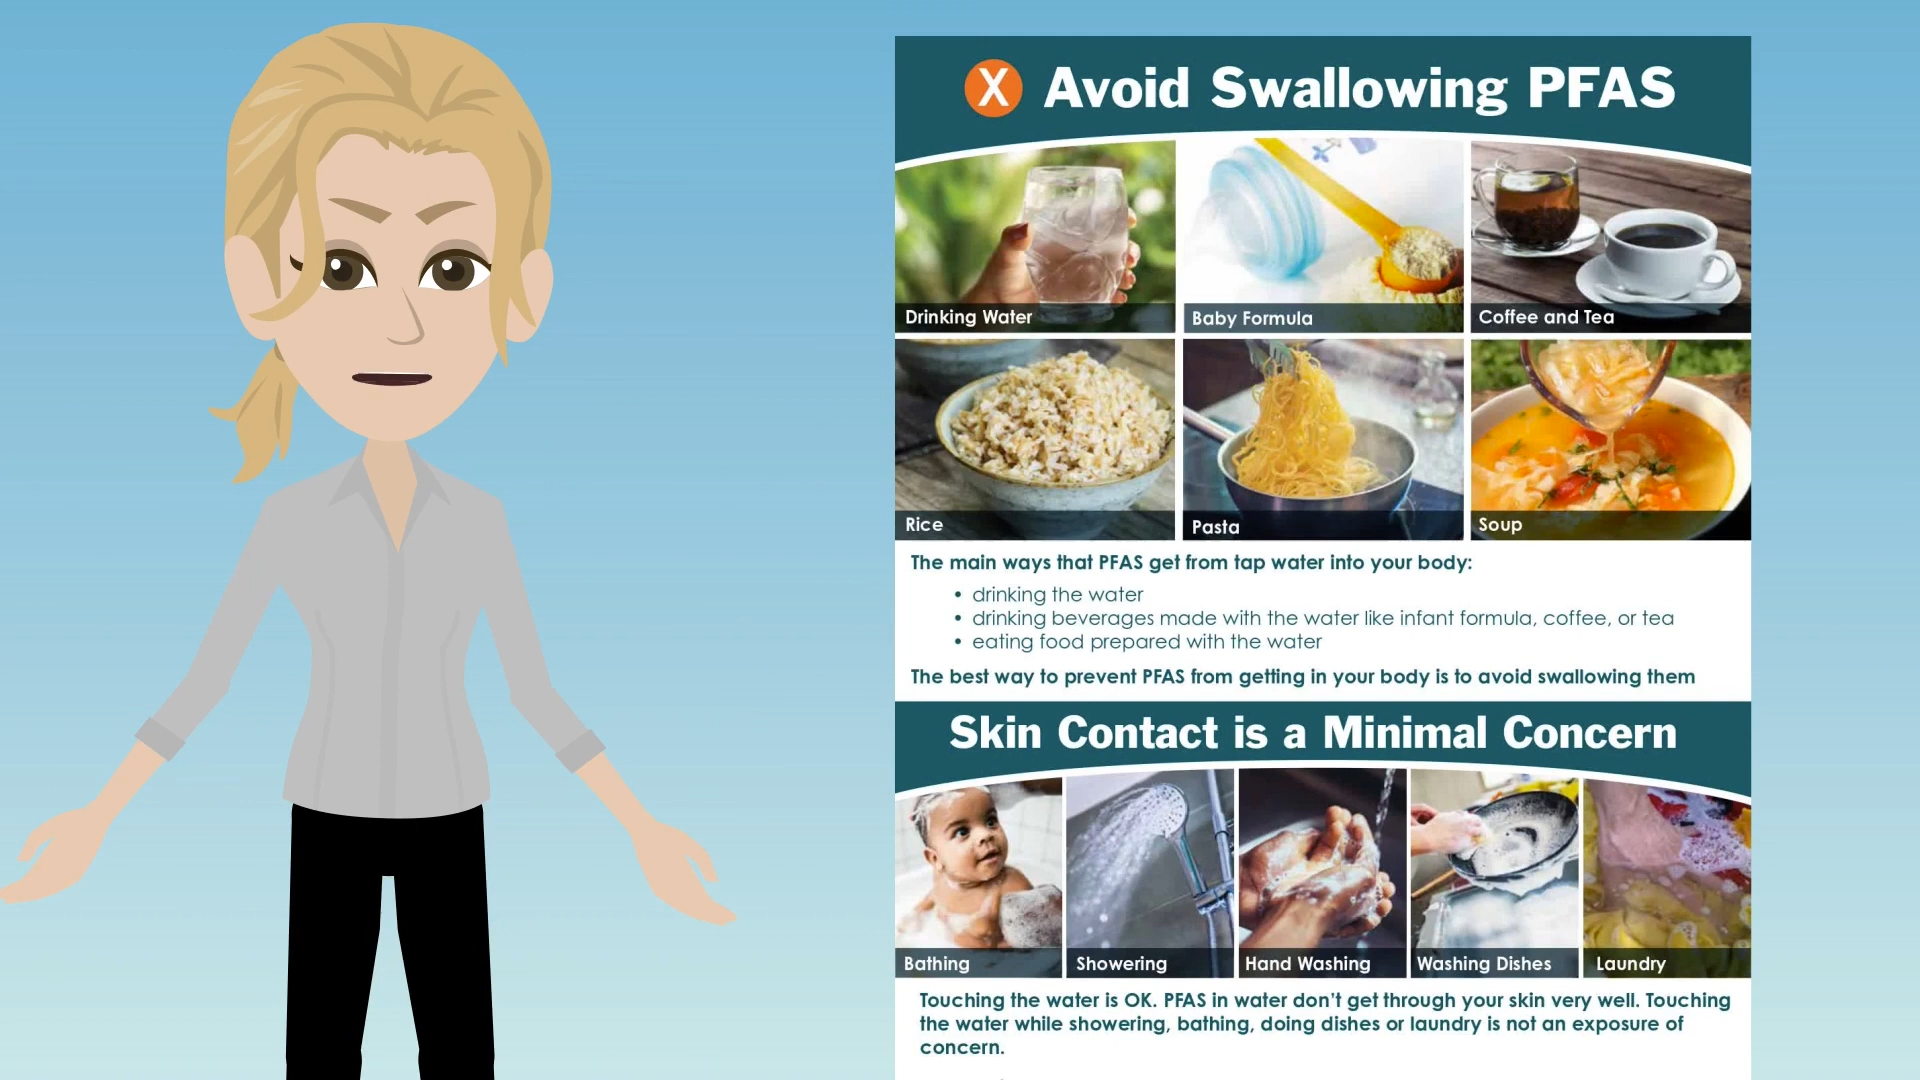 X Avoid Swallowing PFAS
Drinking Water
Baby Formula
Coffee and Tea
Rice
Pasta
Soup
The main ways that PFAS get from tap water into your body:
• drinking the water
• drinking beverages made with the water like infant formula, coffee, or tea
• eating food prepared with the water
The best way to prevent PFAS from getting in your body is to avoid swallowing them
Skin Contact is a Minimal Concern
Bathing
Showering
Hand Washing
Washing Dishes
Laundry
Touching the water is OK. PFAS in water don't get through your skin very well. Touching
the water while showering, bathing, doing dishes or laundry is not an exposure of
concern.